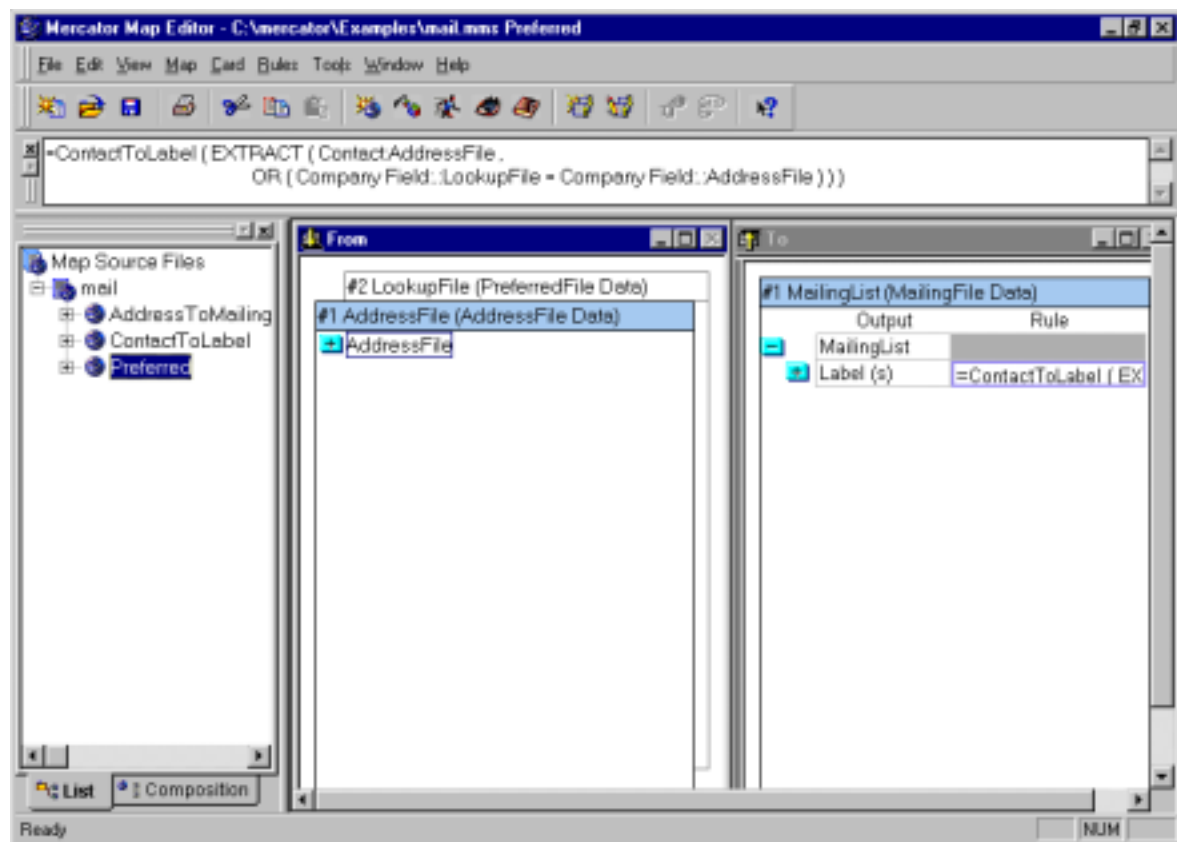 Mercator Map Editor - C:\mercator\Examples\mail.mms Preferred
File Edit View Map Card Rules Tools Window Help
=ContactToLabel ( EXTRACT ( Contact:AddressFile ,
OR ( Company Field::LookupFile = Company Field::AddressFile ) ) )
Map Source Files
mail
AddressToMailing
ContactToLabel
Preferred
List
Composition
From
#2 LookupFile (PreferredFile Data)
#1 AddressFile (AddressFile Data)
AddressFile
To
#1 MailingList (MailingFile Data)
Output Rule
MailingList
Label (s) =ContactToLabel ( EX
Ready NUM